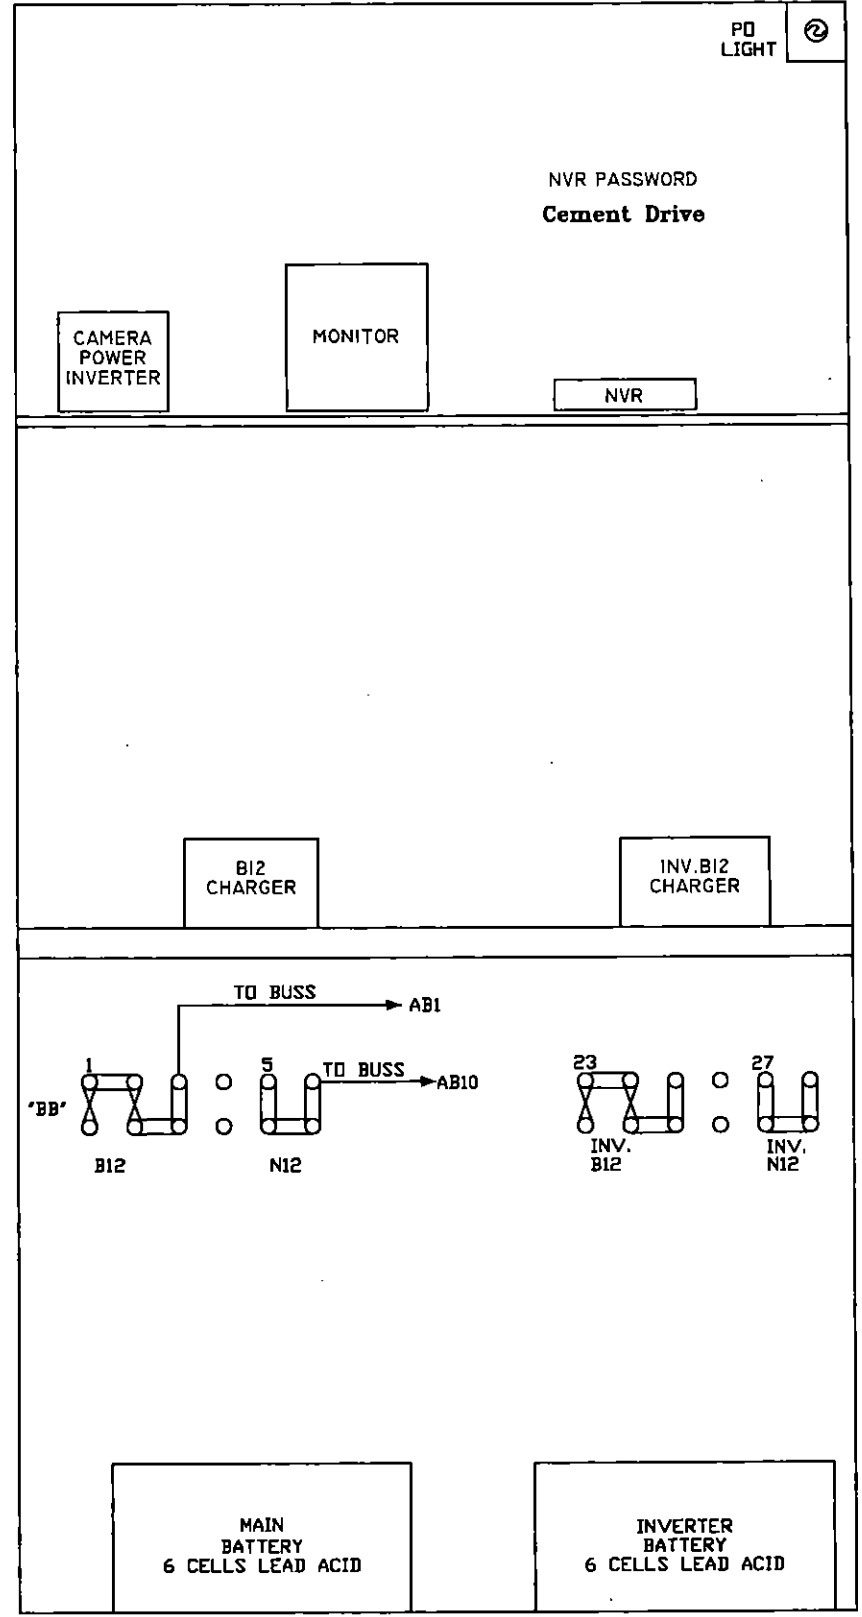 PO
LIGHT
NVR PASSWORD
Cement Drive
CAMERA
POWER
INVERTER
MONITOR
NVR
B12
CHARGER
INV.B12
CHARGER
TO BUSS
AB1
1
5
TO BUSS
AB10
23
27
"BB"
B12
N12
INV.
B12
INV.
N12
MAIN
BATTERY
6 CELLS LEAD ACID
INVERTER
BATTERY
6 CELLS LEAD ACID